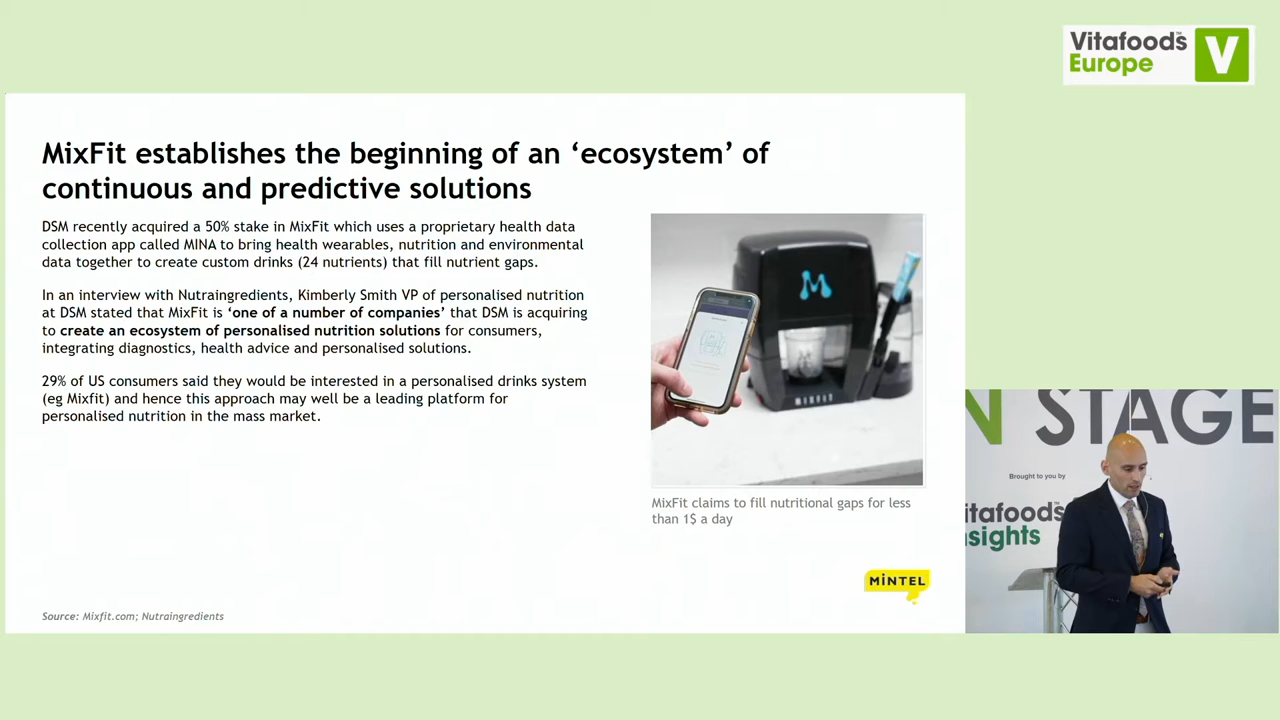 Vitafoods™
Europe
V
MixFit establishes the beginning of an ‘ecosystem’ of
continuous and predictive solutions
DSM recently acquired a 50% stake in MixFit which uses a proprietary health data
collection app called MINA to bring health wearables, nutrition and environmental
data together to create custom drinks (24 nutrients) that fill nutrient gaps.
In an interview with Nutraingredients, Kimberly Smith VP of personalised nutrition
at DSM stated that MixFit is ‘one of a number of companies’ that DSM is acquiring
to create an ecosystem of personalised nutrition solutions for consumers,
integrating diagnostics, health advice and personalised solutions.
29% of US consumers said they would be interested in a personalised drinks system
(eg Mixfit) and hence this approach may well be a leading platform for
personalised nutrition in the mass market.
M
MIXFIT
MixFit claims to fill nutritional gaps for less
than 1$ a day
MINTEL
Source: Mixfit.com; Nutraingredients
N STAGE
Brought to you by
itafoods™
nsights